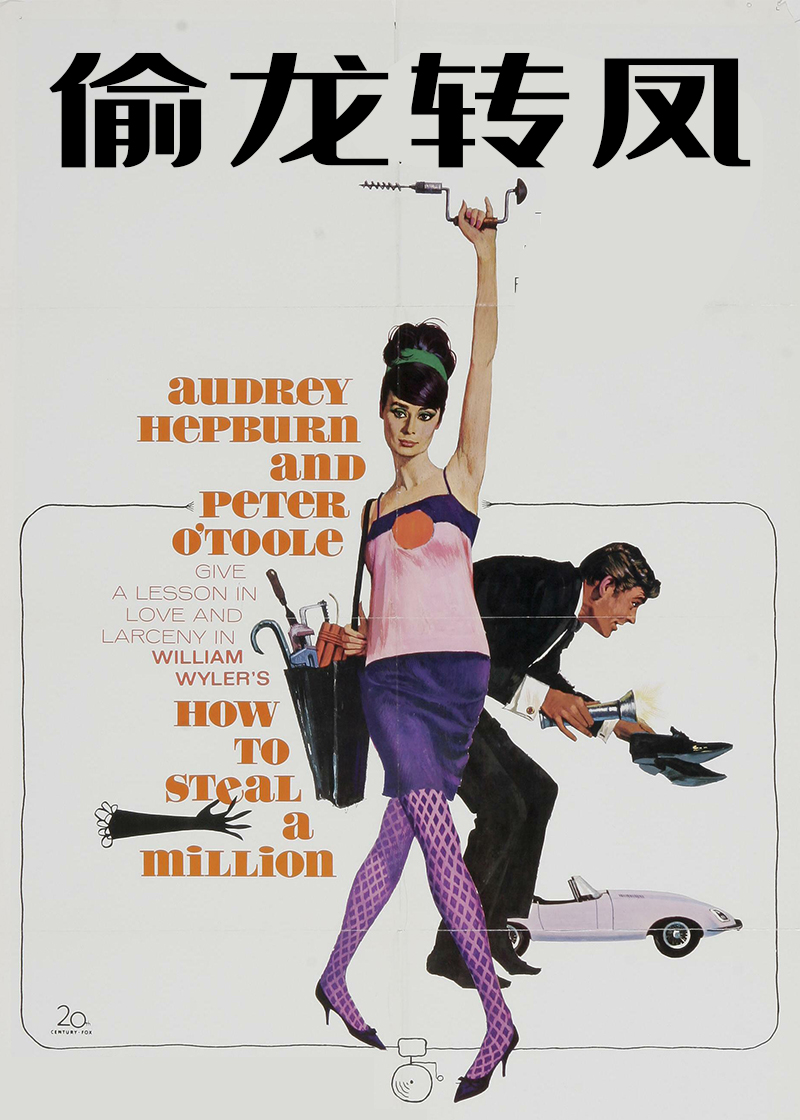 偷龙转凤
AUDREY
HEPBURN
and
PETER
O'TOOLE
GIVE
A LESSON IN
LOVE AND
LARCENY IN
WILLIAM
WYLER'S
HOW
TO
STEAL
a
MILLION
20th
CENTURY-FOX